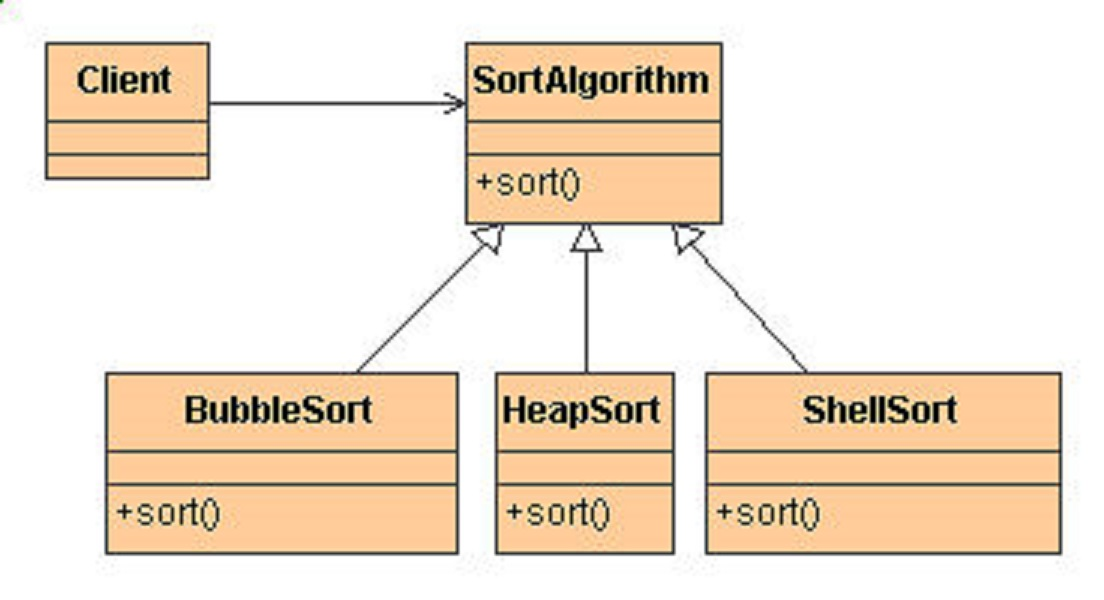 Client
SortAlgorithm
+sort()
BubbleSort
HeapSort
ShellSort
+sort()
+sort()
+sort()